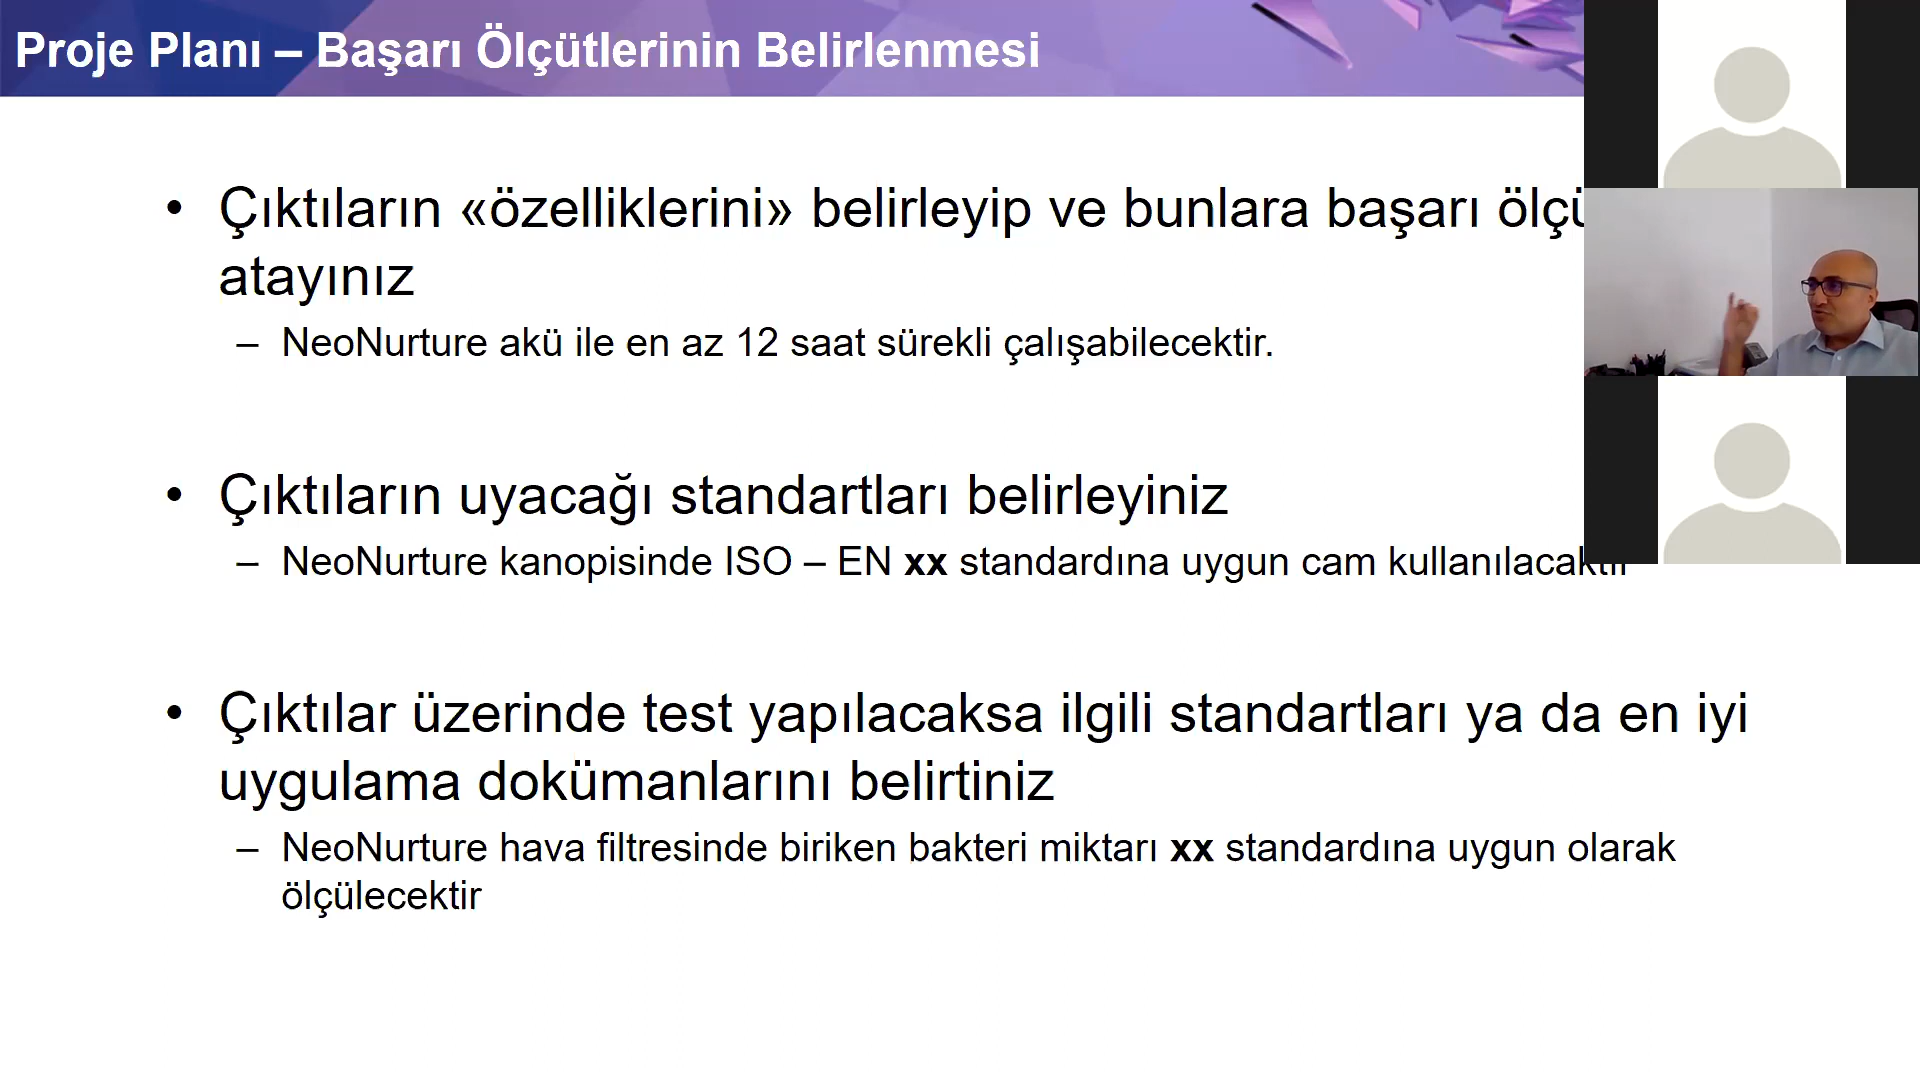 Proje Planı – Başarı Ölçütlerinin Belirlenmesi
• Çıktıların «özelliklerini» belirleyip ve bunlara başarı
atayınız
– NeoNurture akü ile en az 12 saat sürekli çalışabilecektir.
• Çıktıların uyacağı standartları belirleyiniz
– NeoNurture kanopisinde ISO – EN xx standardına uygun cam kullanılacaktır
• Çıktılar üzerinde test yapılacaksa ilgili standartları ya da en iyi
uygulama dokümanlarını belirtiniz
– NeoNurture hava filtresinde biriken bakteri miktarı xx standardına uygun olarak
ölçülecektir